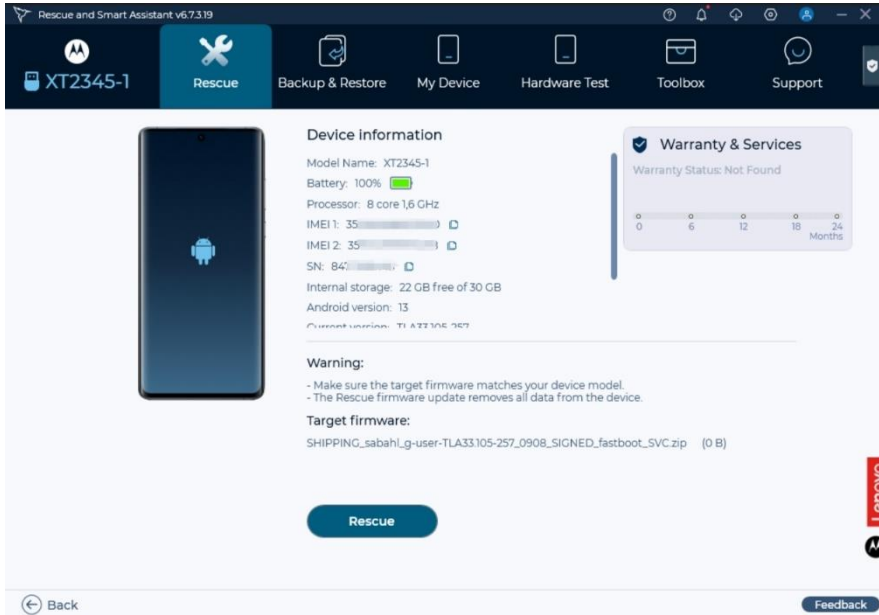 Rescue and Smart Assistant v6.7.3.19
XT2345-1
Rescue
Backup & Restore
My Device
Hardware Test
Toolbox
Support
Device information
Model Name: XT2345-1
Battery: 100%
Processor: 8 core 1,6 GHz
IMEI 1: 35
IMEI 2: 35
SN: 84
Internal storage: 22 GB free of 30 GB
Android version: 13
Current version: TLA33.105-257
Warranty & Services
Warranty Status: Not Found
0 6 12 18 24
Months
Warning:
- Make sure the target firmware matches your device model.
- The Rescue firmware update removes all data from the device.
Target firmware:
SHIPPING_sabahl_g-user-TLA33.105-257_0908_SIGNED_fastboot_SVC.zip (0 B)
Rescue
Lenovo
Back
Feedback